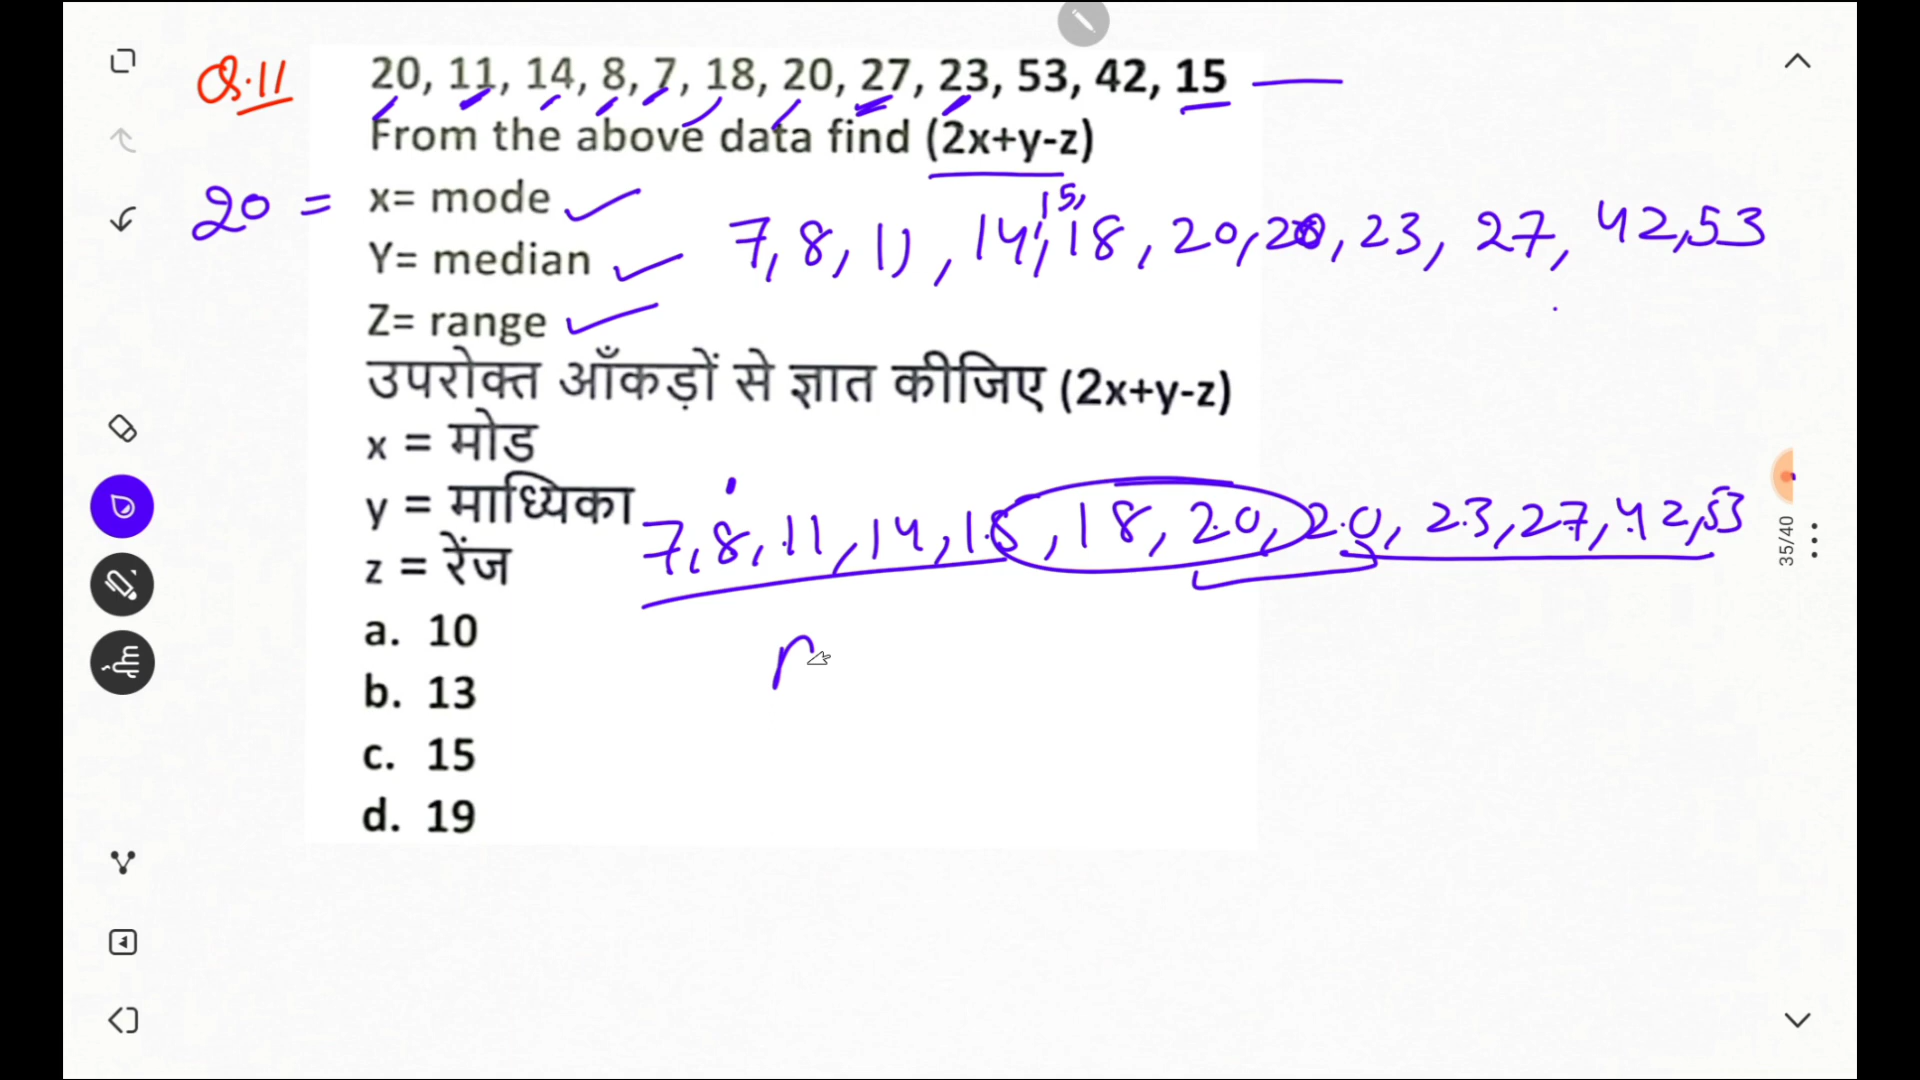 Q.11 20, 11, 14, 8, 7, 18, 20, 27, 23, 53, 42, 15
From the above data find (2x+y-z)
20 = x= mode
15,
Y= median 7, 8, 11, 14, 18, 20, 20, 23, 27, 42, 53
Z= range
उपरोक्त आँकड़ों से ज्ञात कीजिए (2x+y-z)
x = मोड
y = माध्यिका 7, 8, 11, 14, 15, 18, 20, 20, 23, 27, 42, 53
z = रेंज
a. 10
b. 13
c. 15
d. 19
35/40